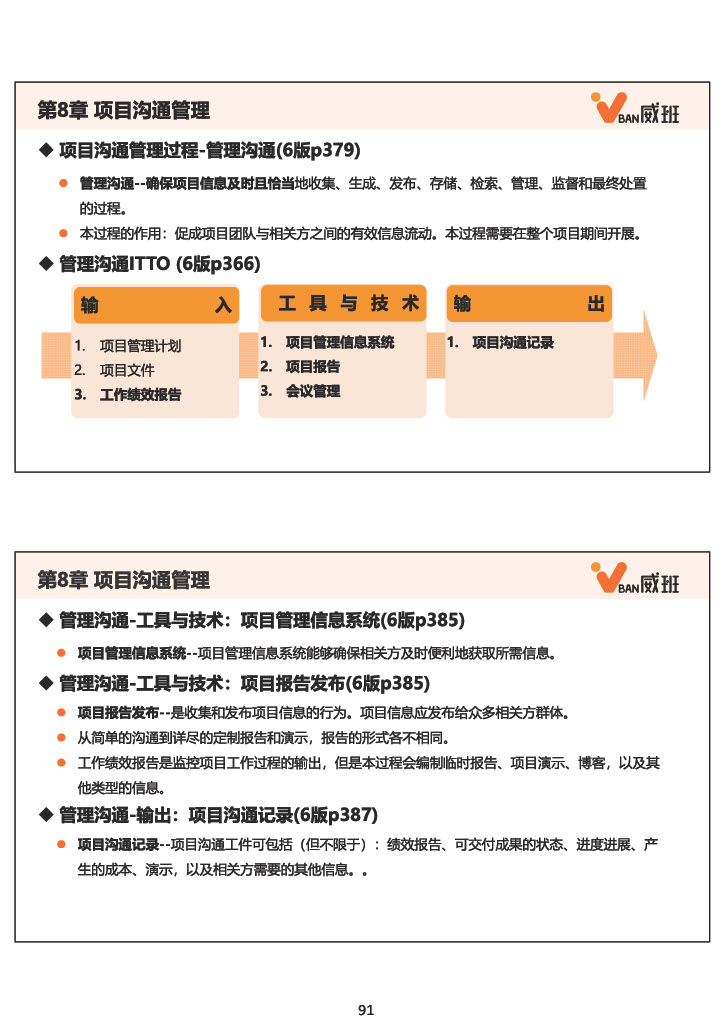 第8章 项目沟通管理
VBAN威班
◆ 项目沟通管理过程-管理沟通(6版p379)
● 管理沟通--确保项目信息及时且恰当地收集、生成、发布、存储、检索、管理、监督和最终处置
的过程。
● 本过程的作用：促成项目团队与相关方之间的有效信息流动。本过程需要在整个项目期间开展。
◆ 管理沟通ITTO (6版p366)
输 入
1. 项目管理计划
2. 项目文件
3. 工作绩效报告
工 具 与 技 术
1. 项目管理信息系统
2. 项目报告
3. 会议管理
输 出
1. 项目沟通记录
第8章 项目沟通管理
VBAN威班
◆ 管理沟通-工具与技术：项目管理信息系统(6版p385)
● 项目管理信息系统--项目管理信息系统能够确保相关方及时便利地获取所需信息。
◆ 管理沟通-工具与技术：项目报告发布(6版p385)
● 项目报告发布--是收集和发布项目信息的行为。项目信息应发布给众多相关方群体。
● 从简单的沟通到详尽的定制报告和演示，报告的形式各不相同。
● 工作绩效报告是监控项目工作过程的输出，但是本过程会编制临时报告、项目演示、博客，以及其
他类型的信息。
◆ 管理沟通-输出：项目沟通记录(6版p387)
● 项目沟通记录--项目沟通工件可包括（但不限于）：绩效报告、可交付成果的状态、进度进展、产
生的成本、演示，以及相关方需要的其他信息。。
91